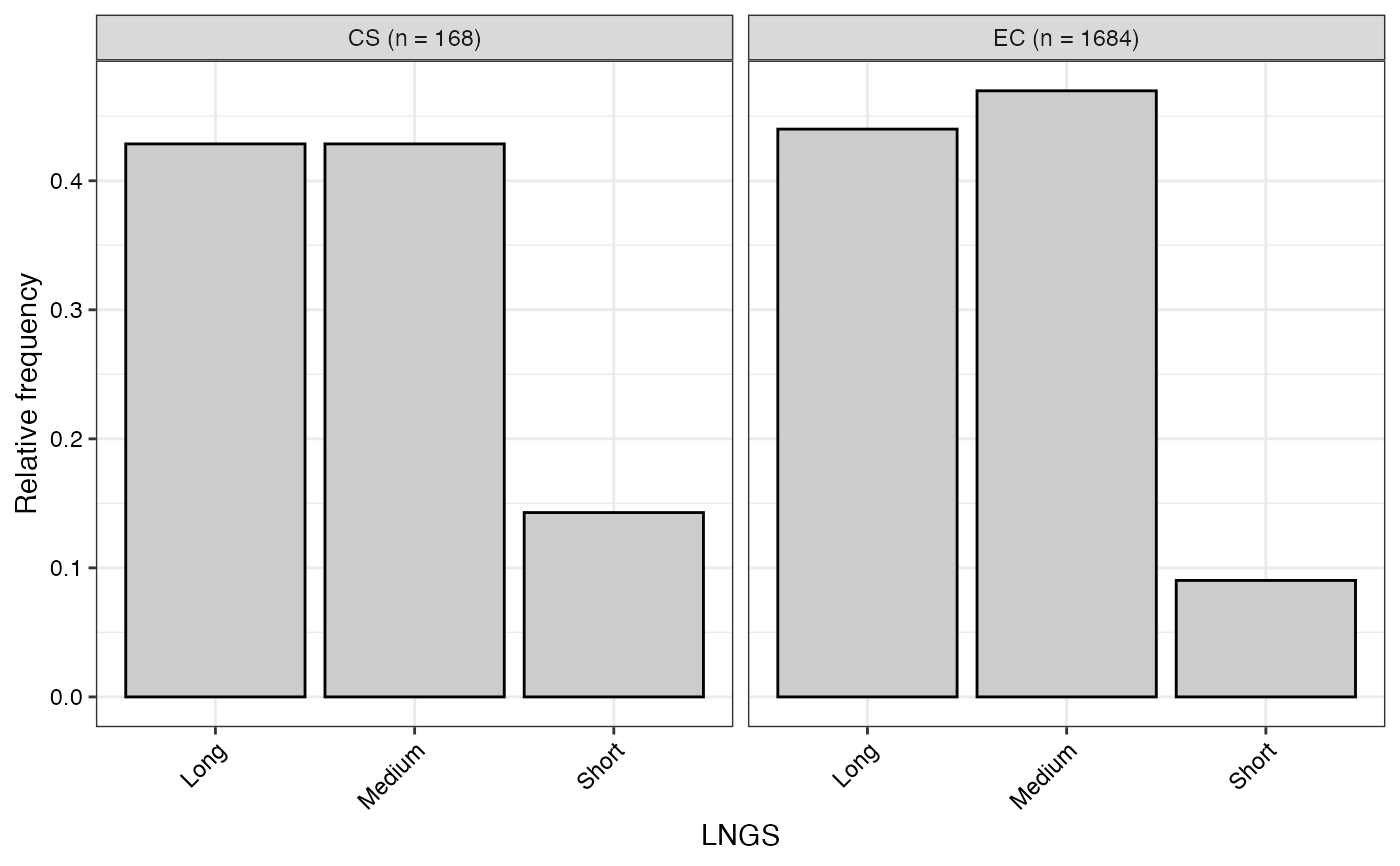 CS (n = 168)
EC (n = 1684)
Relative frequency
0.4
0.3
0.2
0.1
0.0
Long
Medium
Short
Long
Medium
Short
LNGS